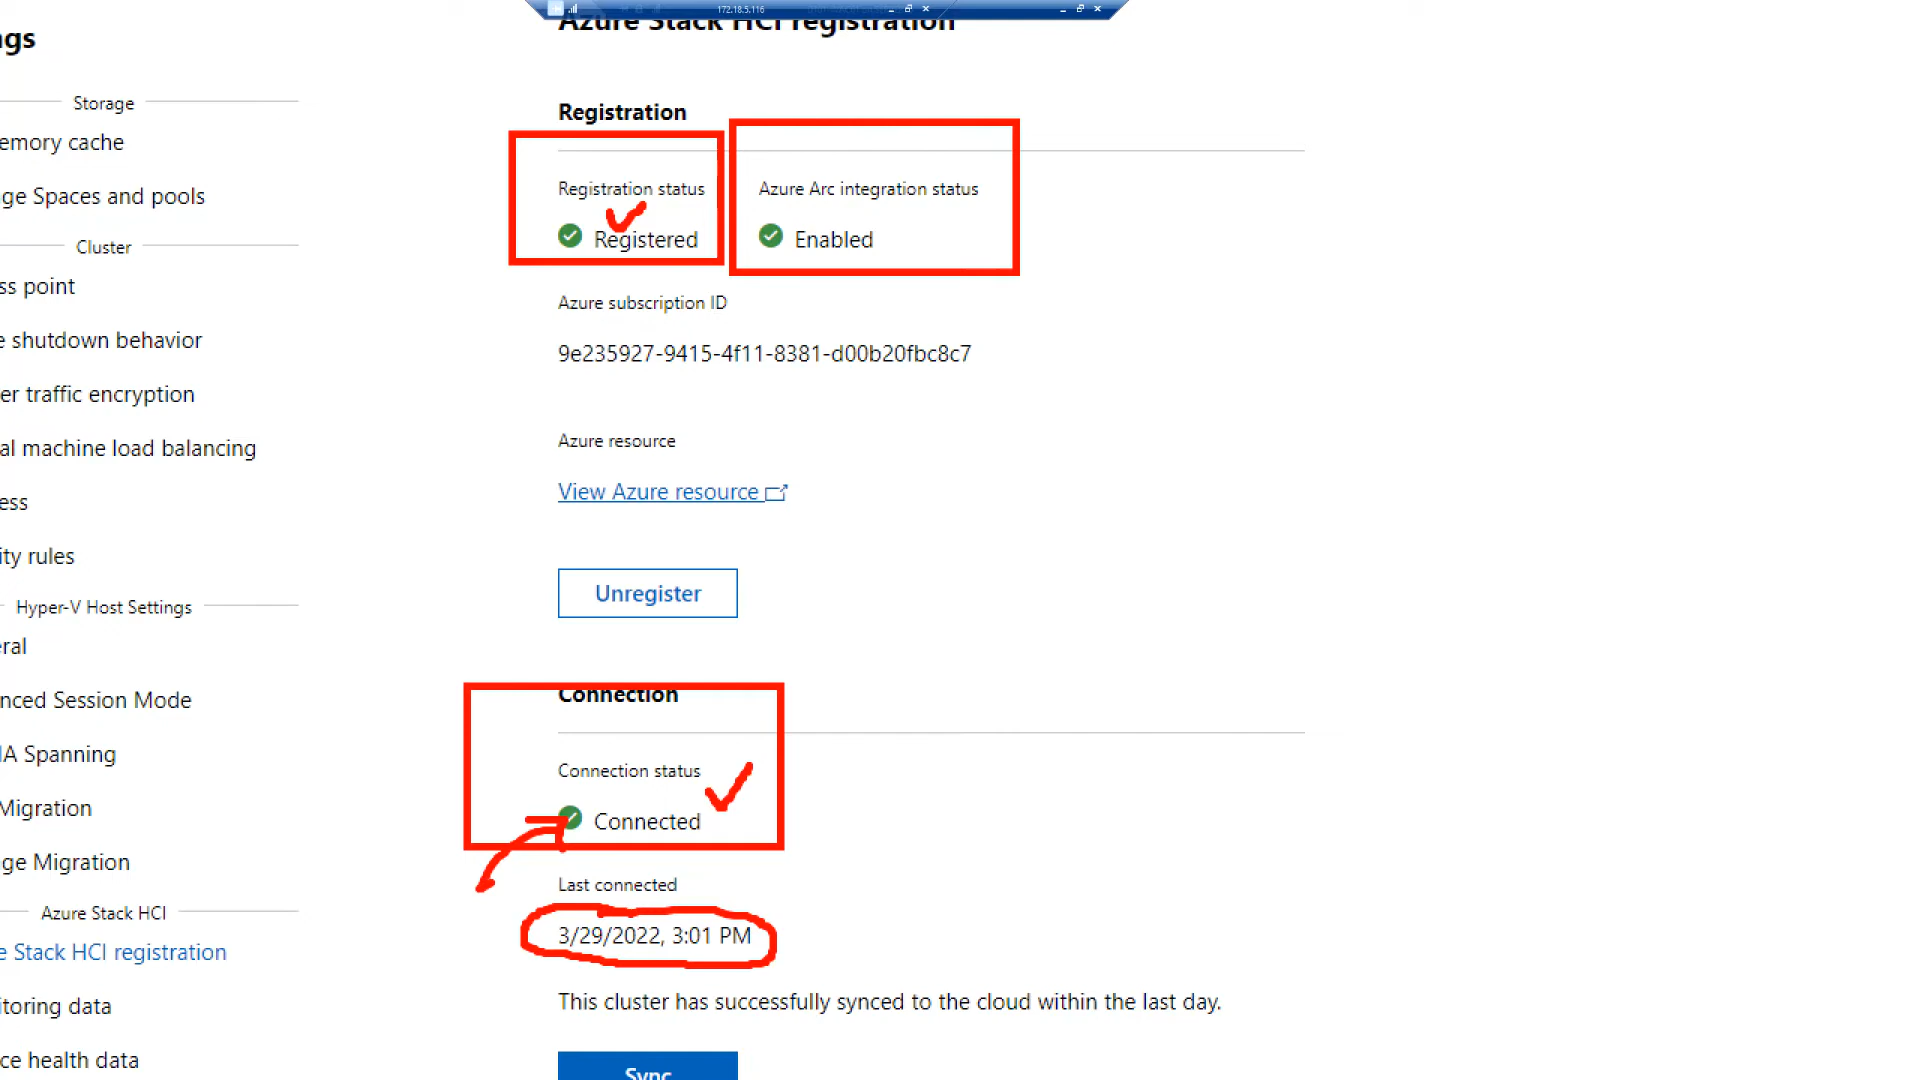 172.18.5.116
Azure Stack HCI registration
ngs
Storage
emory cache
ge Spaces and pools
Cluster
ss point
e shutdown behavior
er traffic encryption
al machine load balancing
ess
ity rules
Hyper-V Host Settings
eral
nced Session Mode
A Spanning
Migration
ge Migration
Azure Stack HCI
e Stack HCI registration
itoring data
ce health data
Registration
Registration status
Azure Arc integration status
Registered
Enabled
Azure subscription ID
9e235927-9415-4f11-8381-d00b20fbc8c7
Azure resource
View Azure resource
Unregister
Connection
Connection status
Connected
Last connected
3/29/2022, 3:01 PM
This cluster has successfully synced to the cloud within the last day.
Sync